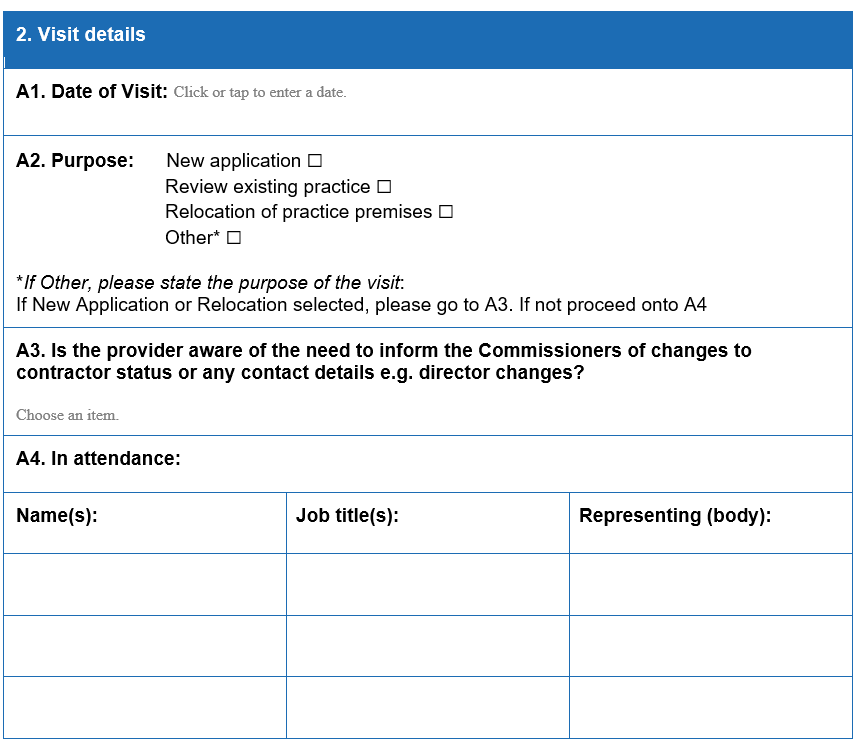 2. Visit details
A1. Date of Visit: Click or tap to enter a date.
A2. Purpose: New application ☐
Review existing practice ☐
Relocation of practice premises ☐
Other* ☐
*If Other, please state the purpose of the visit:
If New Application or Relocation selected, please go to A3. If not proceed onto A4
A3. Is the provider aware of the need to inform the Commissioners of changes to
contractor status or any contact details e.g. director changes?
Choose an item.
A4. In attendance:
Name(s): Job title(s): Representing (body):